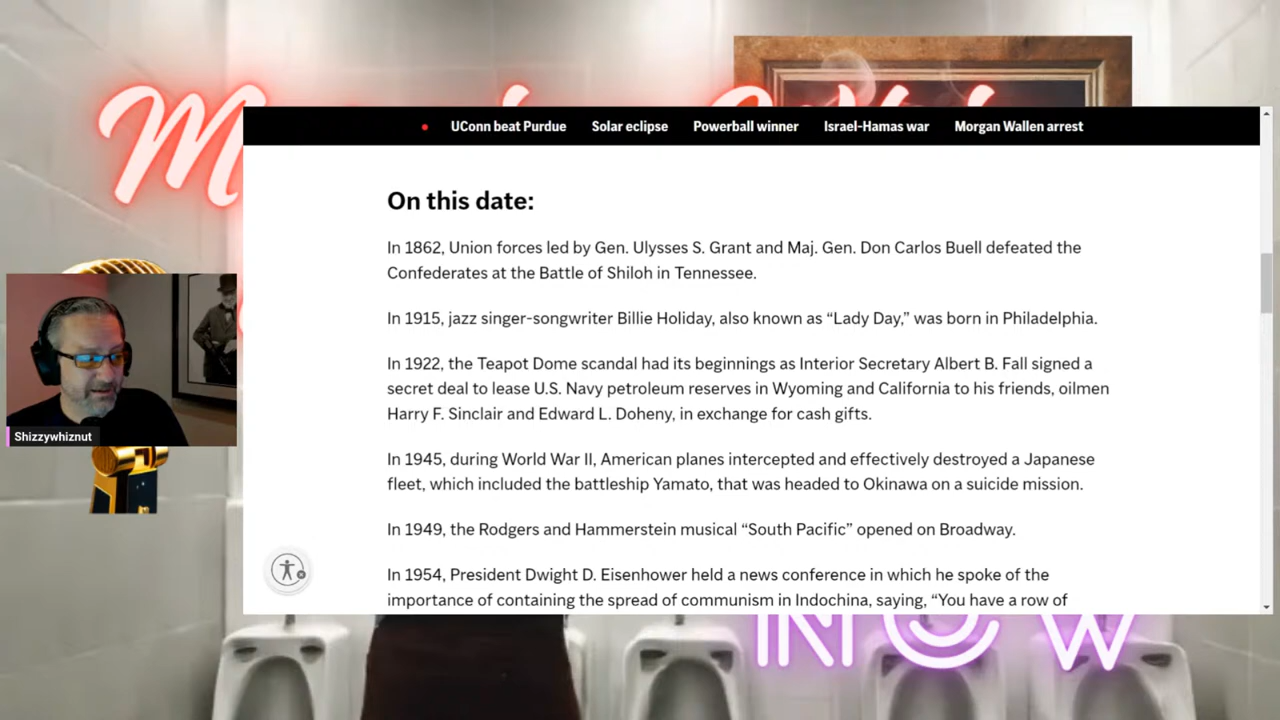 UConn beat Purdue Solar eclipse Powerball winner Israel-Hamas war Morgan Wallen arrest
On this date:
In 1862, Union forces led by Gen. Ulysses S. Grant and Maj. Gen. Don Carlos Buell defeated the
Confederates at the Battle of Shiloh in Tennessee.
In 1915, jazz singer-songwriter Billie Holiday, also known as “Lady Day,” was born in Philadelphia.
In 1922, the Teapot Dome scandal had its beginnings as Interior Secretary Albert B. Fall signed a
secret deal to lease U.S. Navy petroleum reserves in Wyoming and California to his friends, oilmen
Harry F. Sinclair and Edward L. Doheny, in exchange for cash gifts.
In 1945, during World War II, American planes intercepted and effectively destroyed a Japanese
fleet, which included the battleship Yamato, that was headed to Okinawa on a suicide mission.
In 1949, the Rodgers and Hammerstein musical “South Pacific” opened on Broadway.
In 1954, President Dwight D. Eisenhower held a news conference in which he spoke of the
importance of containing the spread of communism in Indochina, saying, “You have a row of
Shizzywhiznut
NOW